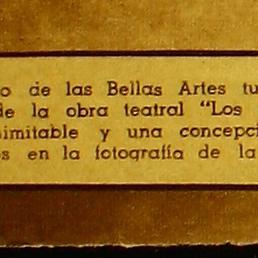 o de las Bellas Artes tu
de la obra teatral "Los
imitable y una concepci
s en la fotografía de la